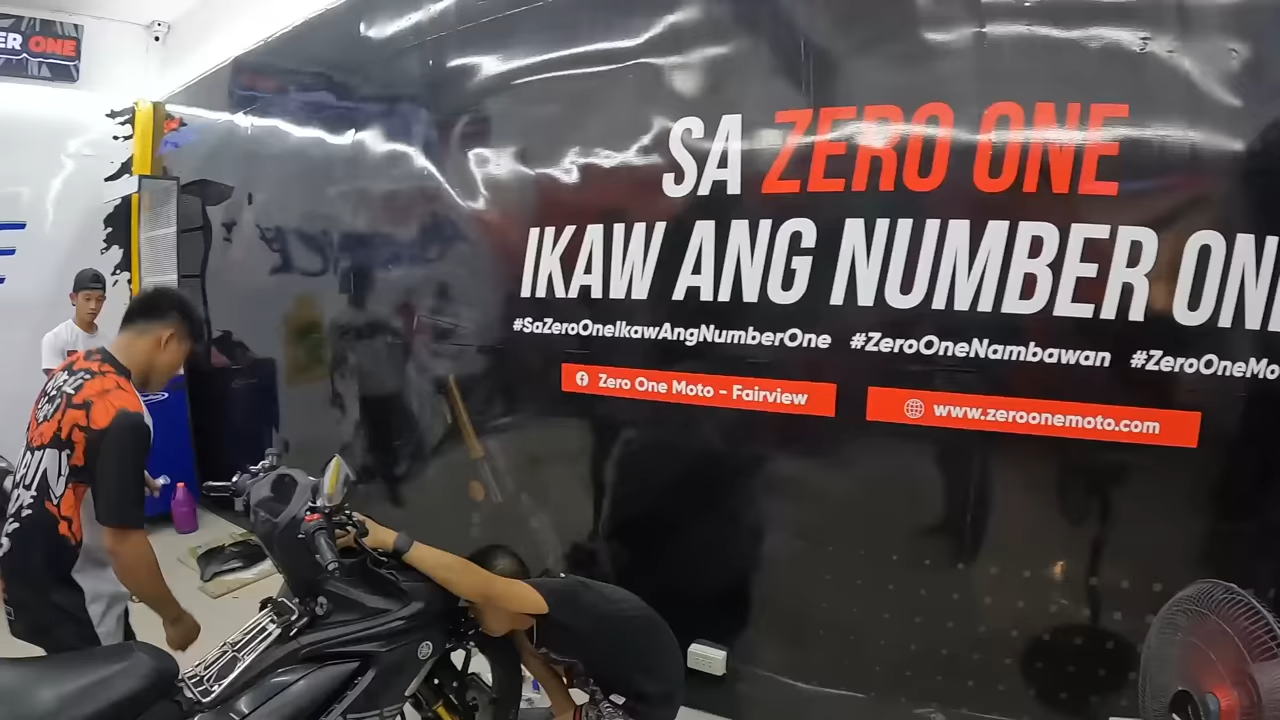 ER ONE
SA ZERO ONE
IKAW ANG NUMBER ON
#SaZeroOneIkawAngNumberOne #ZeroOneNambawan #ZeroOneMo
Zero One Moto - Fairview
www.zeroonemoto.com